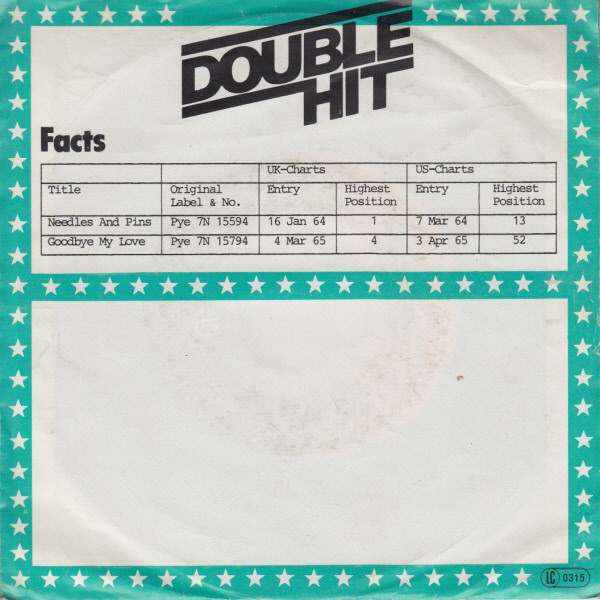 DOUBLE
HIT
Facts
UK-Charts US-Charts
Title Original Label & No. Entry Highest Position Entry Highest Position
Needles And Pins Pye 7N 15594 16 Jan 64 1 7 Mar 64 13
Goodbye My Love Pye 7N 15794 4 Mar 65 4 3 Apr 65 52
LC 0315